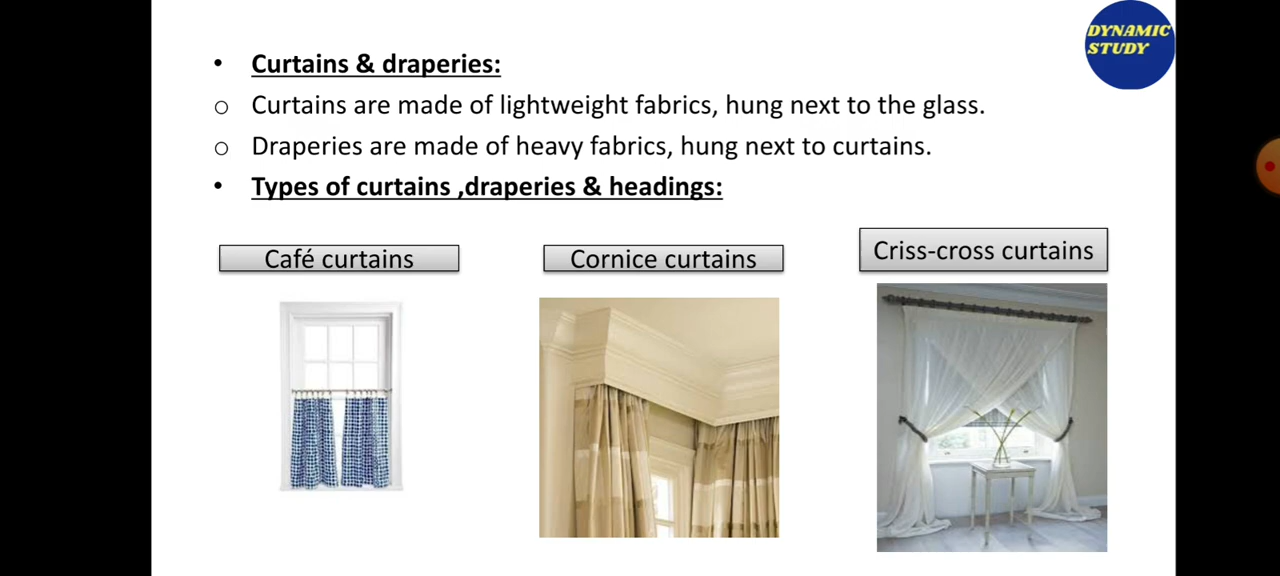 DYNAMIC
STUDY
• Curtains & draperies:
o Curtains are made of lightweight fabrics, hung next to the glass.
o Draperies are made of heavy fabrics, hung next to curtains.
• Types of curtains ,draperies & headings:
Café curtains
Cornice curtains
Criss-cross curtains